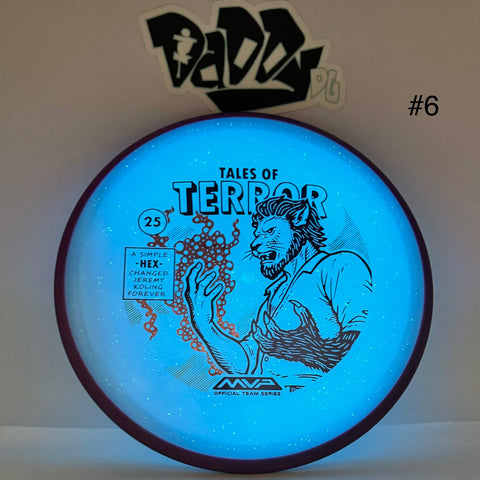 DaDDy
DG
#6
TALES OF
TERROR
25
A SIMPLE
-HEX-
CHANGED
JEREMY
KOLING
FOREVER
MVP
OFFICIAL TEAM SERIES